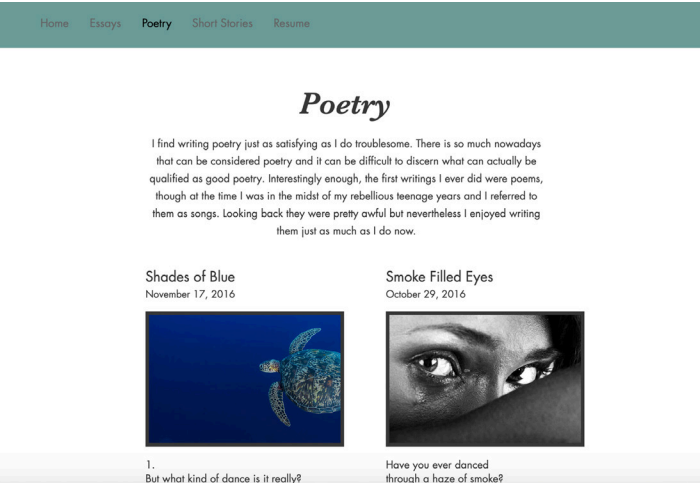 Home Essays Poetry Short Stories Resume
Poetry
I find writing poetry just as satisfying as I do troublesome. There is so much nowadays
that can be considered poetry and it can be difficult to discern what can actually be
qualified as good poetry. Interestingly enough, the first writings I ever did were poems,
though at the time I was in the midst of my rebellious teenage years and I referred to
them as songs. Looking back they were pretty awful but nevertheless I enjoyed writing
them just as much as I do now.
Shades of Blue
November 17, 2016
1.
But what kind of dance is it really?
Smoke Filled Eyes
October 29, 2016
Have you ever danced
through a haze of smoke?